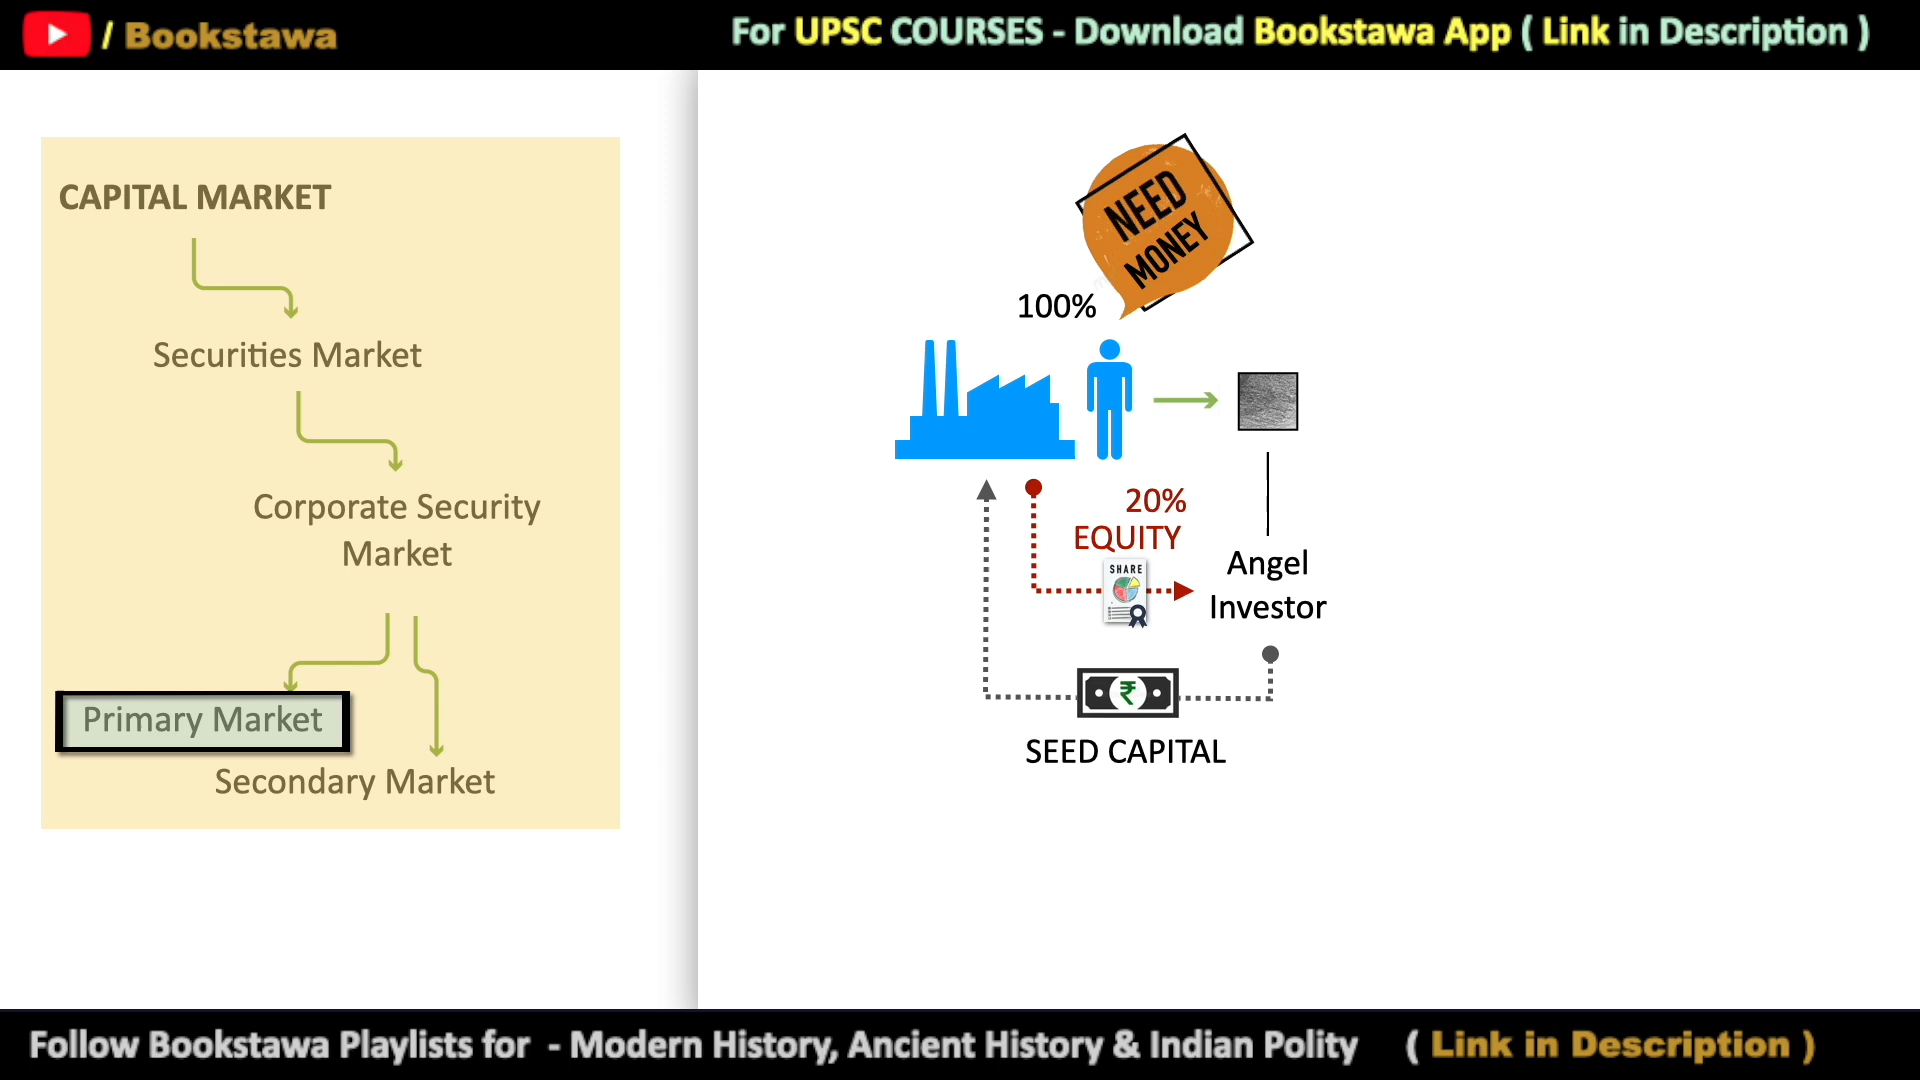 / Bookstawa
For UPSC COURSES - Download Bookstawa App ( Link in Description )
CAPITAL MARKET
Securities Market
Corporate Security
Market
Primary Market
Secondary Market
NEED
MONEY
100%
20%
EQUITY
SHARE
Angel
Investor
₹
SEED CAPITAL
Follow Bookstawa Playlists for - Modern History, Ancient History & Indian Polity ( Link in Description )